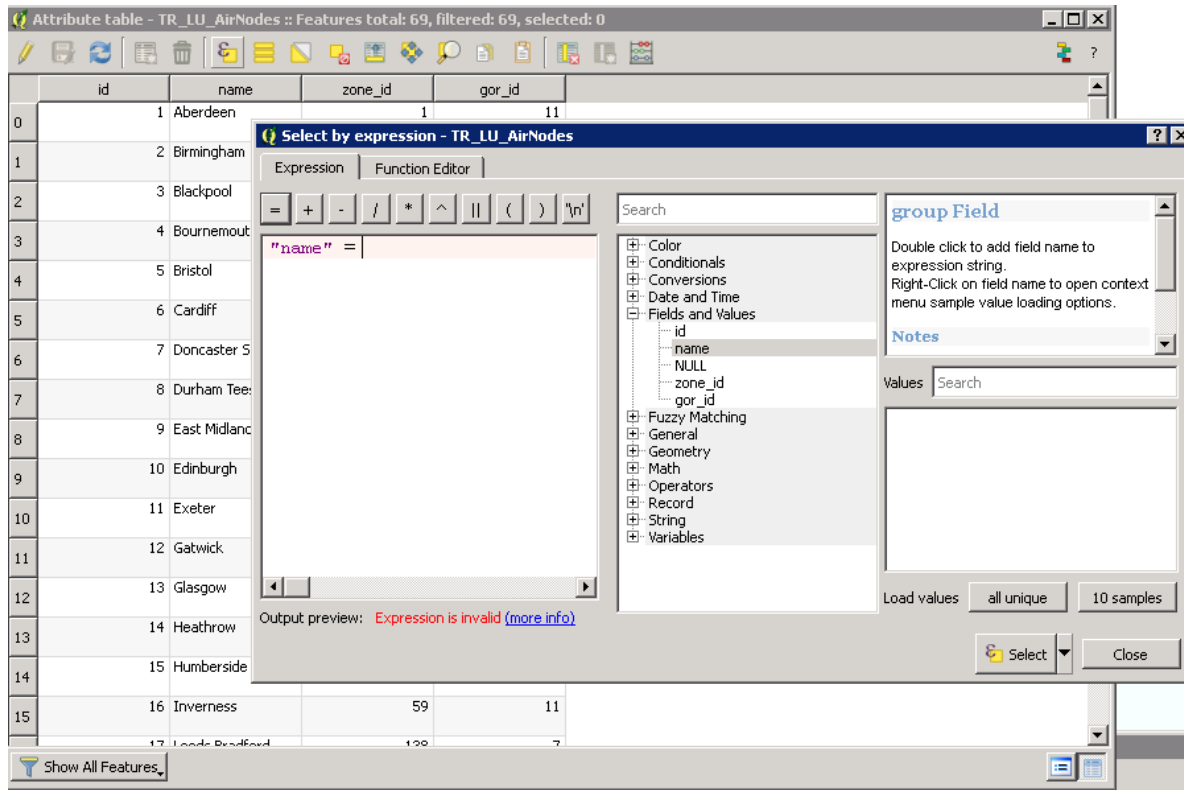 Attribute table - TR_LU_AirNodes :: Features total: 69, filtered: 69, selected: 0
?
id name zone_id gor_id
0 1 Aberdeen 1 11
1 2 Birmingham
2 3 Blackpool
3 4 Bournemout
4 5 Bristol
5 6 Cardiff
6 7 Doncaster S
7 8 Durham Tees
8 9 East Midland
9 10 Edinburgh
10 11 Exeter
11 12 Gatwick
12 13 Glasgow
13 14 Heathrow
14 15 Humberside
15 16 Inverness 59 11
17 Leeds Bradford 138 7
Show All Features
Select by expression - TR_LU_AirNodes
? X
Expression Function Editor
= + - / * ^ || ( ) '\n'
"name" =
Output preview: Expression is invalid (more info)
Search
Color
Conditionals
Conversions
Date and Time
Fields and Values
id
name
NULL
zone_id
gor_id
Fuzzy Matching
General
Geometry
Math
Operators
Record
String
Variables
group Field
Double click to add field name to
expression string.
Right-Click on field name to open context
menu sample value loading options.
Notes
Values Search
Load values all unique 10 samples
ε Select Close